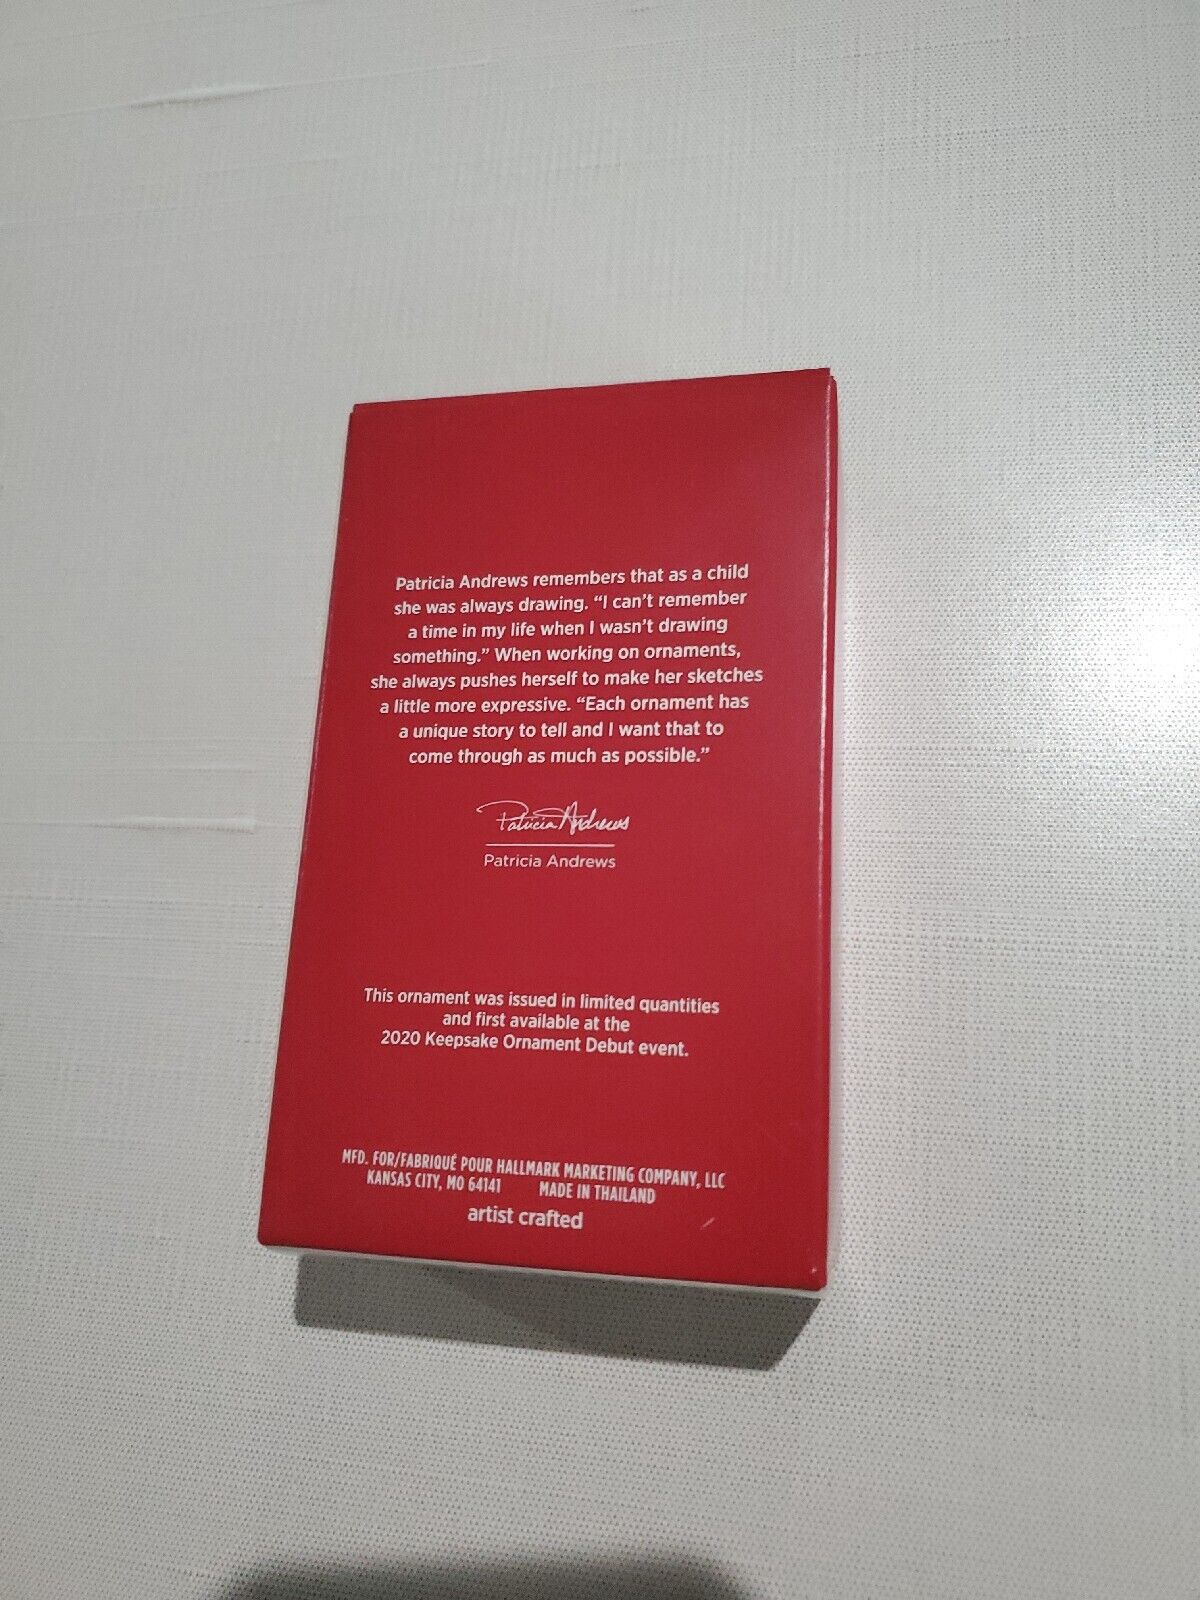 Patricia Andrews remembers that as a child
she was always drawing. “I can’t remember
a time in my life when I wasn’t drawing
something.” When working on ornaments,
she always pushes herself to make her sketches
a little more expressive. “Each ornament has
a unique story to tell and I want that to
come through as much as possible.”
Patricia Andrews
Patricia Andrews
This ornament was issued in limited quantities
and first available at the
2020 Keepsake Ornament Debut event.
MFD. FOR/FABRIQUÉ POUR HALLMARK MARKETING COMPANY, LLC
KANSAS CITY, MO 64141 MADE IN THAILAND
artist crafted